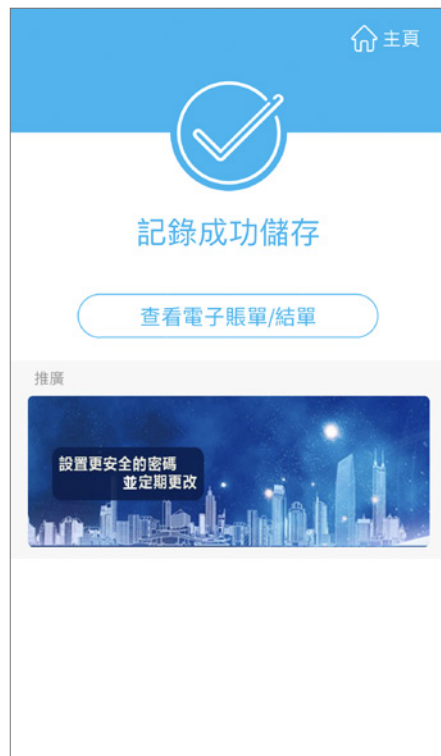 主頁
記錄成功儲存
查看電子賬單/結單
推廣
設置更安全的密碼
並定期更改